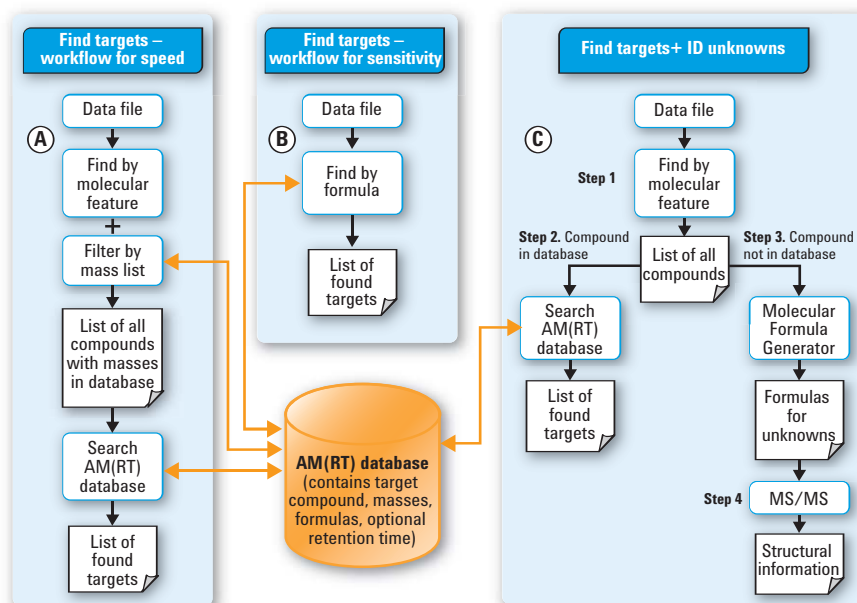 Find targets –
workflow for speed
A
Data file
Find by
molecular
feature
+
Filter by
mass list
List of all
compounds
with masses
in database
Search
AM(RT)
database
List of
found
targets
Find targets –
workflow for sensitivity
B
Data file
Find by
formula
List of
found
targets
AM(RT) database
(contains target
compound, masses,
formulas, optional
retention time)
Find targets+ ID unknowns
C
Data file
Step 1
Find by
molecular
feature
Step 2. Compound
in database
List of all
compounds
Step 3. Compound
not in database
Search
AM(RT)
database
List of
found
targets
Molecular
Formula
Generator
Formulas
for
unknowns
Step 4
MS/MS
Structural
information